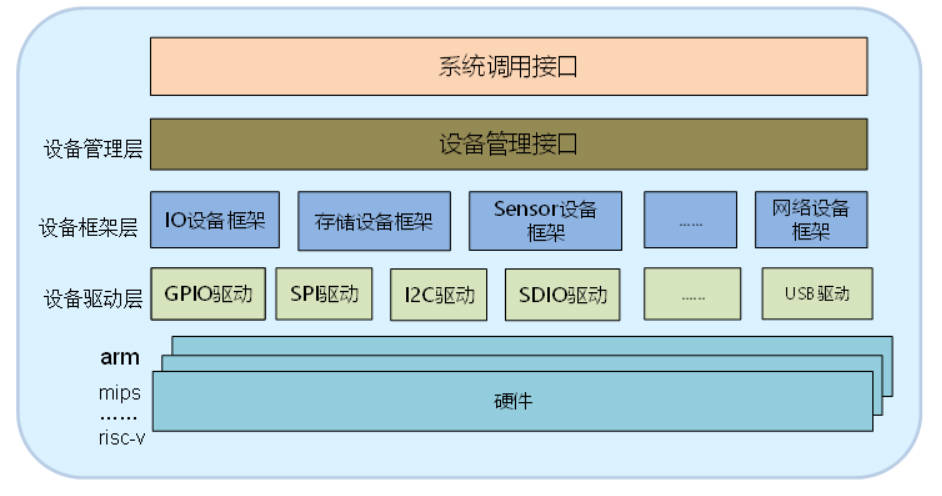 系统调用接口
设备管理层
设备管理接口
设备框架层
IO设备框架
存储设备框架
Sensor设备
框架
......
网络设备
框架
设备驱动层
GPIO驱动
SPI驱动
I2C驱动
SDIO驱动
......
USB驱动
arm
mips
......
risc-v
硬件